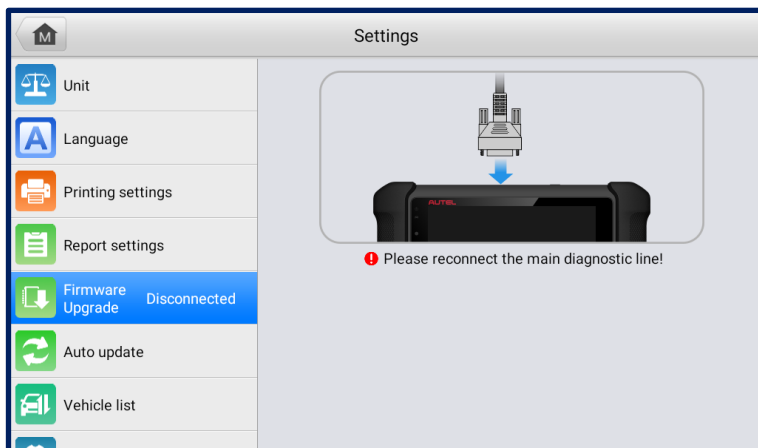 M
Settings
Unit
A
Language
Printing settings
Report settings
Firmware
Upgrade
Disconnected
Auto update
Vehicle list
AUTEL
Please reconnect the main diagnostic line!